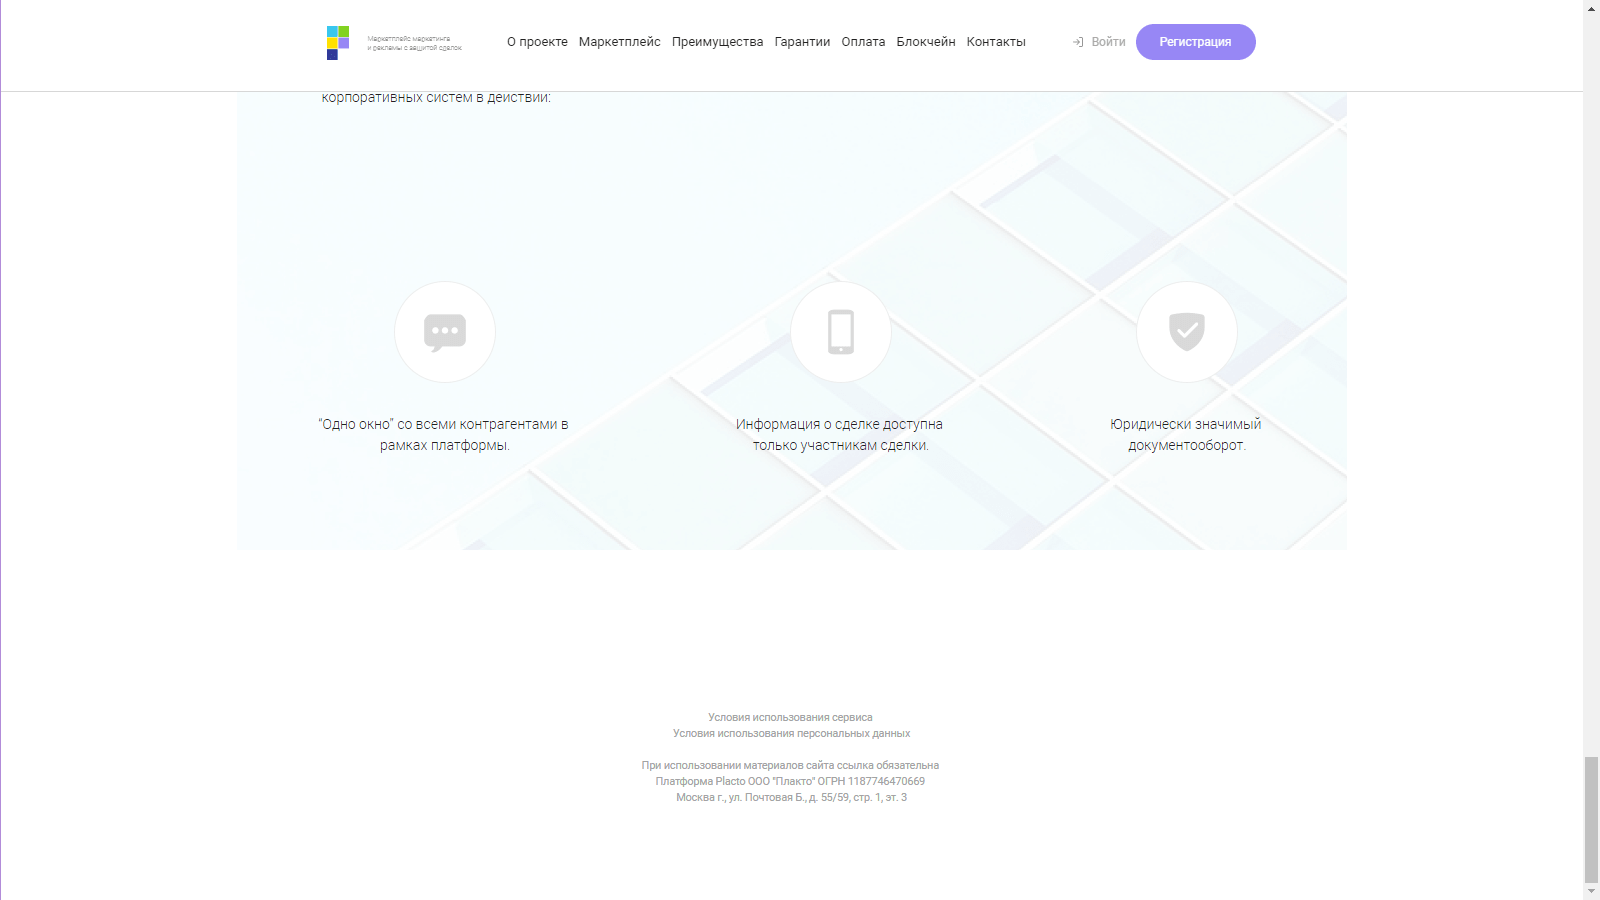 Маркетплейс маркетинга
и рекламы с защитой сделок
О проекте Маркетплейс Преимущества Гарантии Оплата Блокчейн Контакты
Войти
Регистрация
корпоративных систем в действии:
“Одно окно” со всеми контрагентами в
рамках платформы.
Информация о сделке доступна
только участникам сделки.
Юридически значимый
документооборот.
Условия использования сервиса
Условия использования персональных данных
При использовании материалов сайта ссылка обязательна
Платформа Placto ООО "Плакто" ОГРН 1187746470669
Москва г., ул. Почтовая Б., д. 55/59, стр. 1, эт. 3